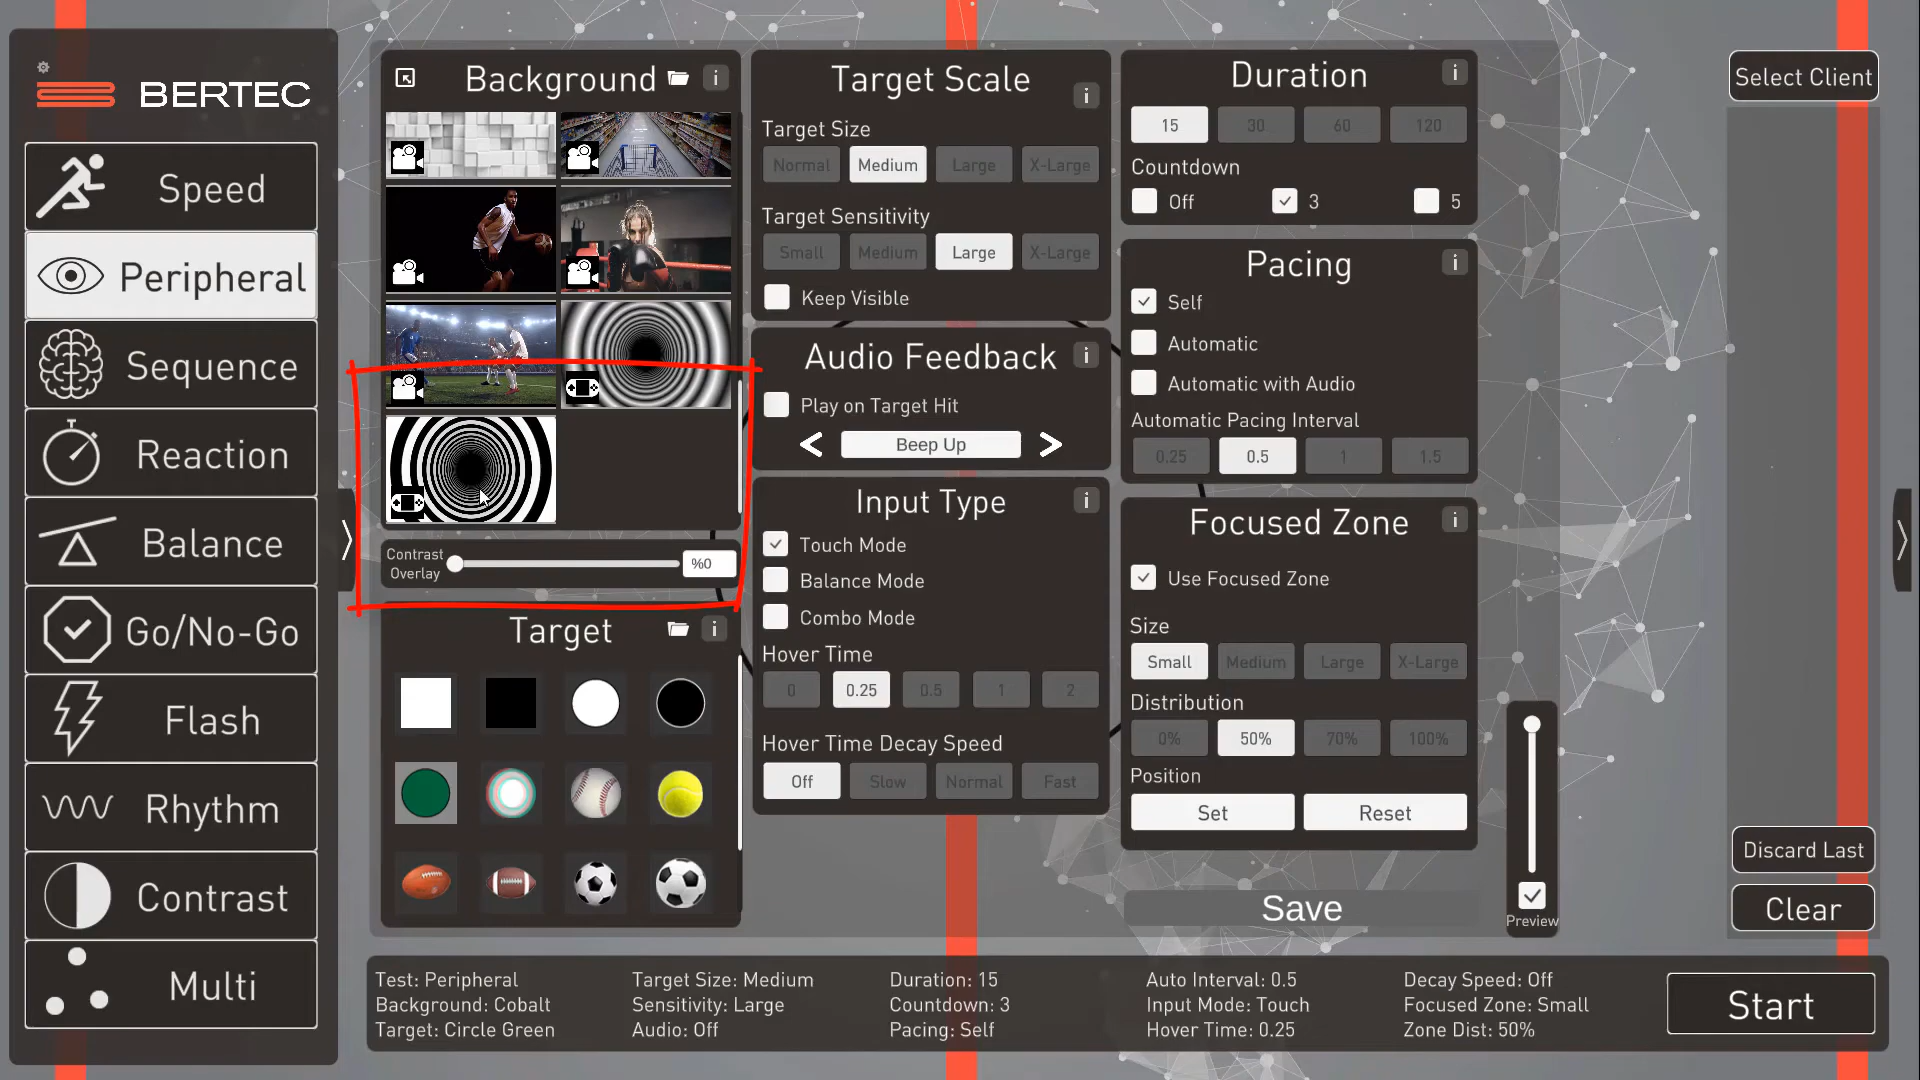 BERTEC
Speed
Peripheral
Sequence
Reaction
Balance
Go/No-Go
Flash
Rhythm
Contrast
Multi
Background i
Contrast
Overlay
%0
Target i
Target Scale
i
Target Size
Normal Medium Large X-Large
Target Sensitivity
Small Medium Large X-Large
Keep Visible
Audio Feedback i
Play on Target Hit
< Beep Up >
Input Type i
Touch Mode
Balance Mode
Combo Mode
Hover Time
0 0.25 0.5 1 2
Hover Time Decay Speed
Off Slow Normal Fast
Duration i
15 30 60 120
Countdown
Off 3 5
Pacing i
Self
Automatic
Automatic with Audio
Automatic Pacing Interval
0.25 0.5 1 1.5
Focused Zone i
Use Focused Zone
Size
Small Medium Large X-Large
Distribution
0% 50% 70% 100%
Position
Set Reset
Save
Preview
Select Client
Discard Last
Clear
Test: Peripheral
Background: Cobalt
Target: Circle Green
Target Size: Medium
Sensitivity: Large
Audio: Off
Duration: 15
Countdown: 3
Pacing: Self
Auto Interval: 0.5
Input Mode: Touch
Hover Time: 0.25
Decay Speed: Off
Focused Zone: Small
Zone Dist: 50%
Start